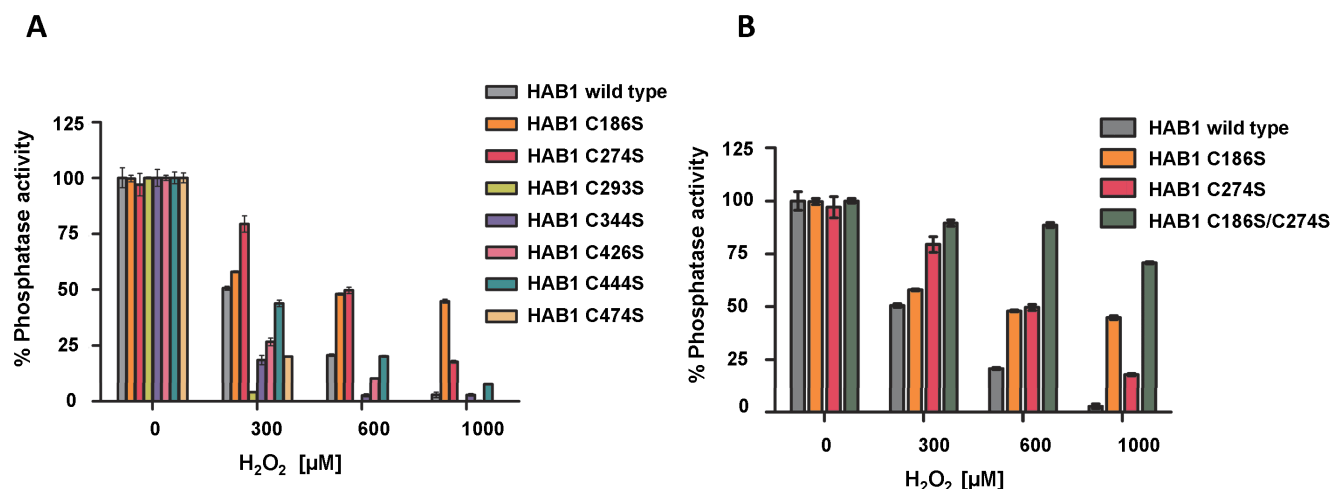 A
% Phosphatase activity
125
100
75
50
25
0
0
300
600
1000
H₂O₂ [µM]
HAB1 wild type
HAB1 C186S
HAB1 C274S
HAB1 C293S
HAB1 C344S
HAB1 C426S
HAB1 C444S
HAB1 C474S
B
% Phosphatase activity
125
100
75
50
25
0
0
300
600
1000
H₂O₂ [µM]
HAB1 wild type
HAB1 C186S
HAB1 C274S
HAB1 C186S/C274S